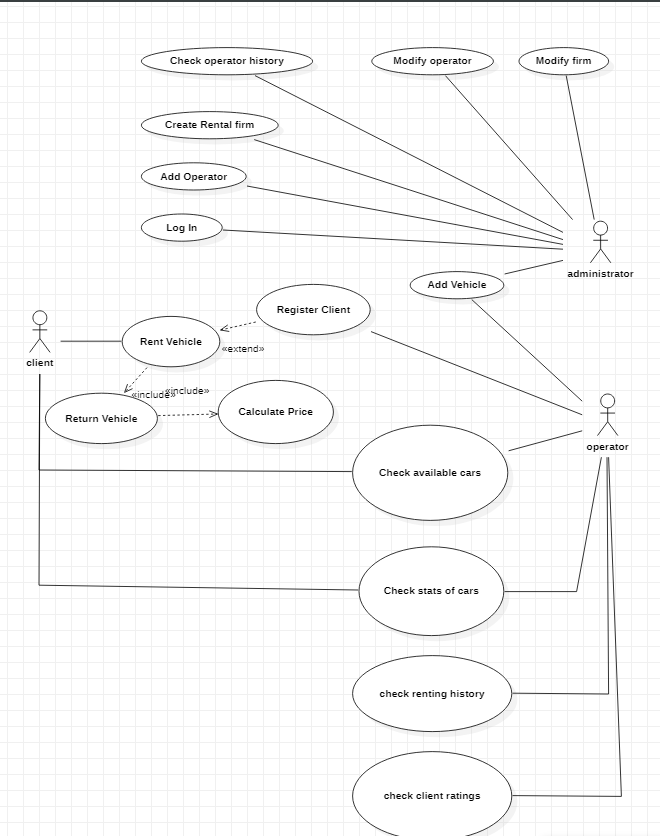 Check operator history
Modify operator
Modify firm
Create Rental firm
Add Operator
Log In
administrator
Add Vehicle
Register Client
Rent Vehicle
«extend»
client
«include»
«include»
Return Vehicle
Calculate Price
operator
Check available cars
Check stats of cars
check renting history
check client ratings